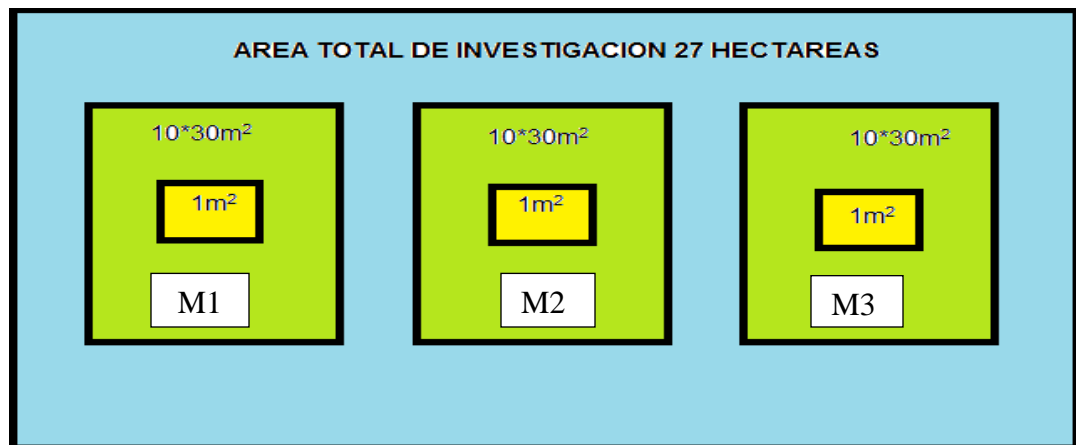 AREA TOTAL DE INVESTIGACION 27 HECTAREAS
10*30m² 10*30m² 10*30m²
1m² 1m² 1m²
M1 M2 M3